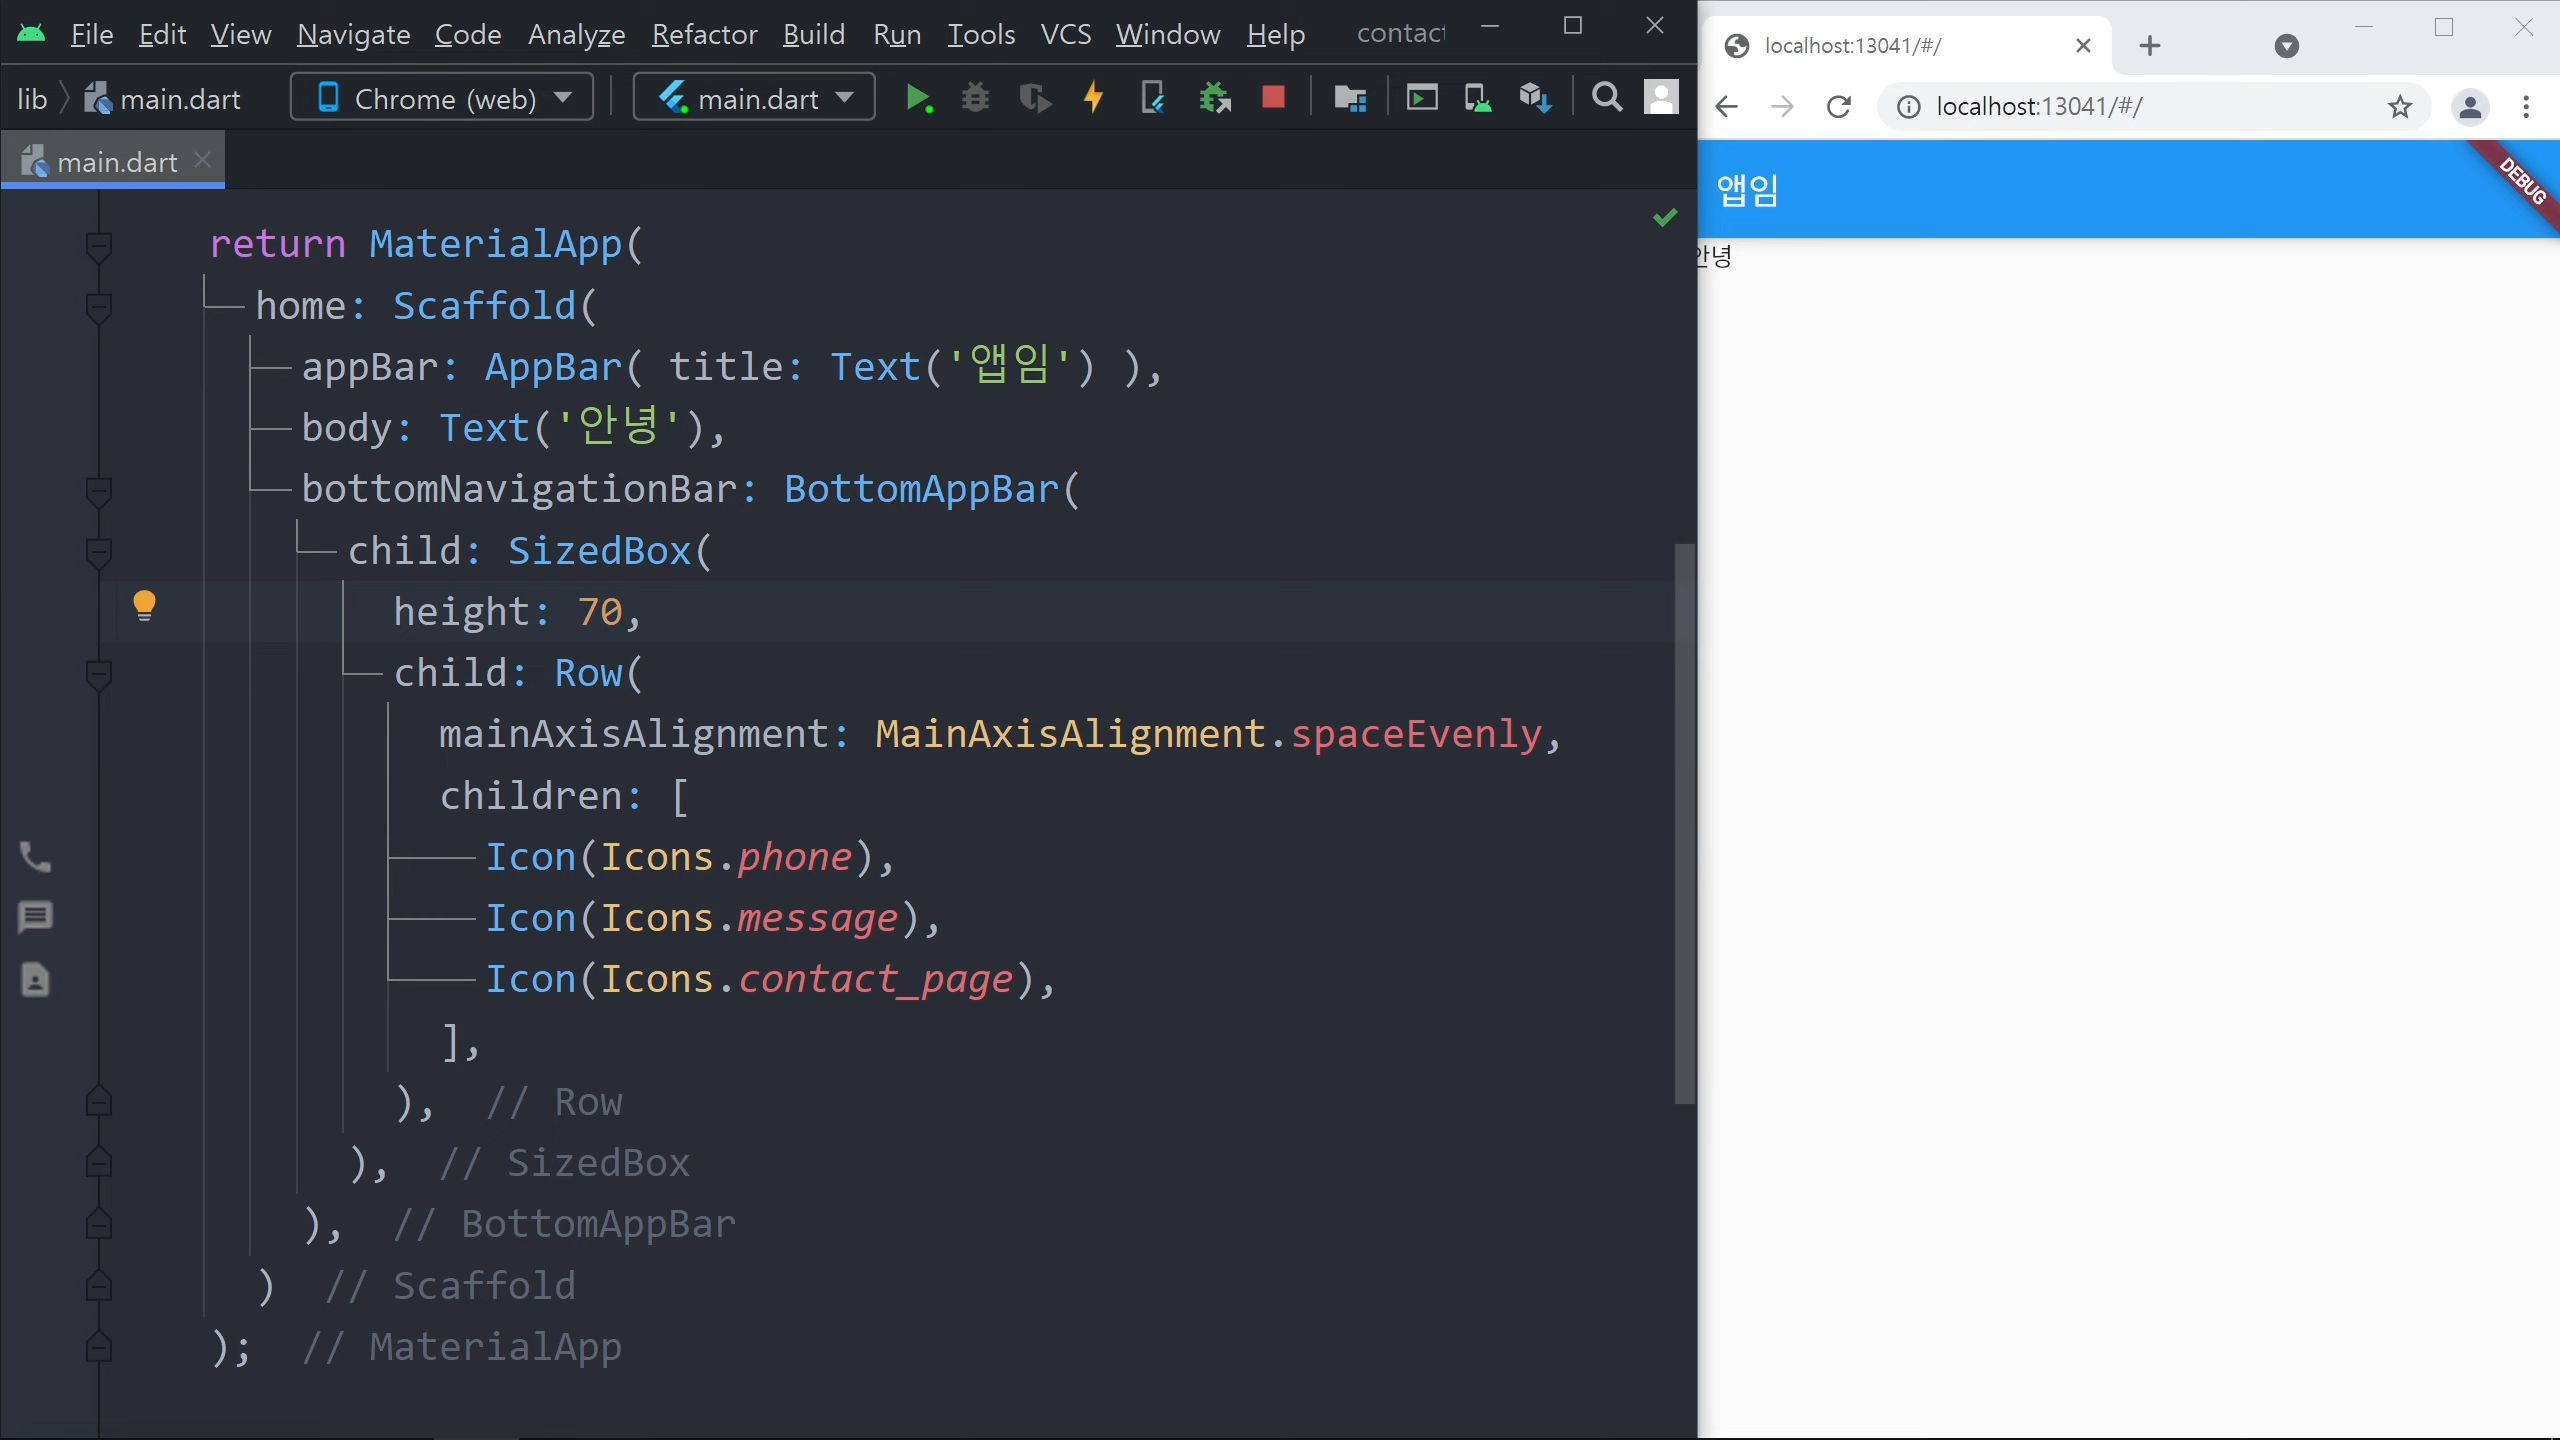 File Edit View Navigate Code Analyze Refactor Build Run Tools VCS Window Help contact
lib main.dart Chrome (web) main.dart
main.dart
return MaterialApp(
home: Scaffold(
appBar: AppBar( title: Text('앱임') ),
body: Text('안녕'),
bottomNavigationBar: BottomAppBar(
child: SizedBox(
height: 70,
child: Row(
mainAxisAlignment: MainAxisAlignment.spaceEvenly,
children: [
Icon(Icons.phone),
Icon(Icons.message),
Icon(Icons.contact_page),
],
), // Row
), // SizedBox
), // BottomAppBar
) // Scaffold
); // MaterialApp
localhost:13041/#/
localhost:13041/#/
앱임
DEBUG
안녕